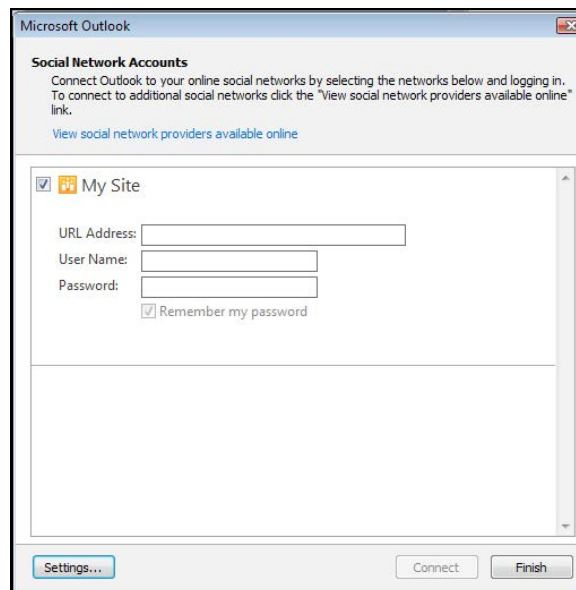 Microsoft Outlook
Social Network Accounts
Connect Outlook to your online social networks by selecting the networks below and logging in.
To connect to additional social networks click the "View social network providers available online"
link.
View social network providers available online
My Site
URL Address:
User Name:
Password:
Remember my password
Settings...
Connect
Finish